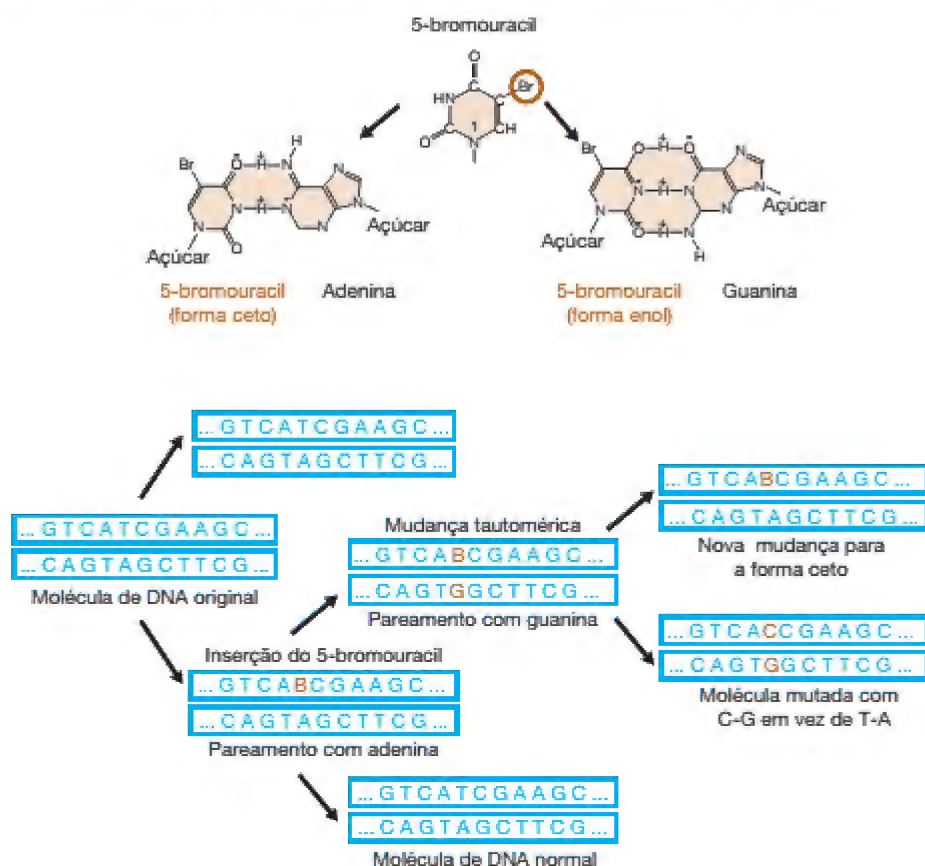 5-bromouracil
O
C
HN
C
Br
1
O
C
N
CH
H
Br
O H N
N
N H N
N
N
O
N
Açúcar
Açúcar
5-bromouracil Adenina
(forma ceto)
Br
O H O
N
N H N
N
N
O H N
N
H
Açúcar
Açúcar
5-bromouracil Guanina
(forma enol)
... G T C A T C G A A G C ...
... C A G T A G C T T C G ...
... G T C A T C G A A G C ...
... C A G T A G C T T C G ...
Molécula de DNA original
Mudança tautomérica
... G T C A B C G A A G C ...
... C A G T G G C T T C G ...
Pareamento com guanina
... G T C A B C G A A G C ...
... C A G T A G C T T C G ...
Nova mudança para
a forma ceto
Inserção do 5-bromouracil
... G T C A B C G A A G C ...
... C A G T A G C T T C G ...
Pareamento com adenina
... G T C A C C G A A G C ...
... C A G T G G C T T C G ...
Molécula mutada com
C-G em vez de T-A
... G T C A T C G A A G C ...
... C A G T A G C T T C G ...
Molécula de DNA normal